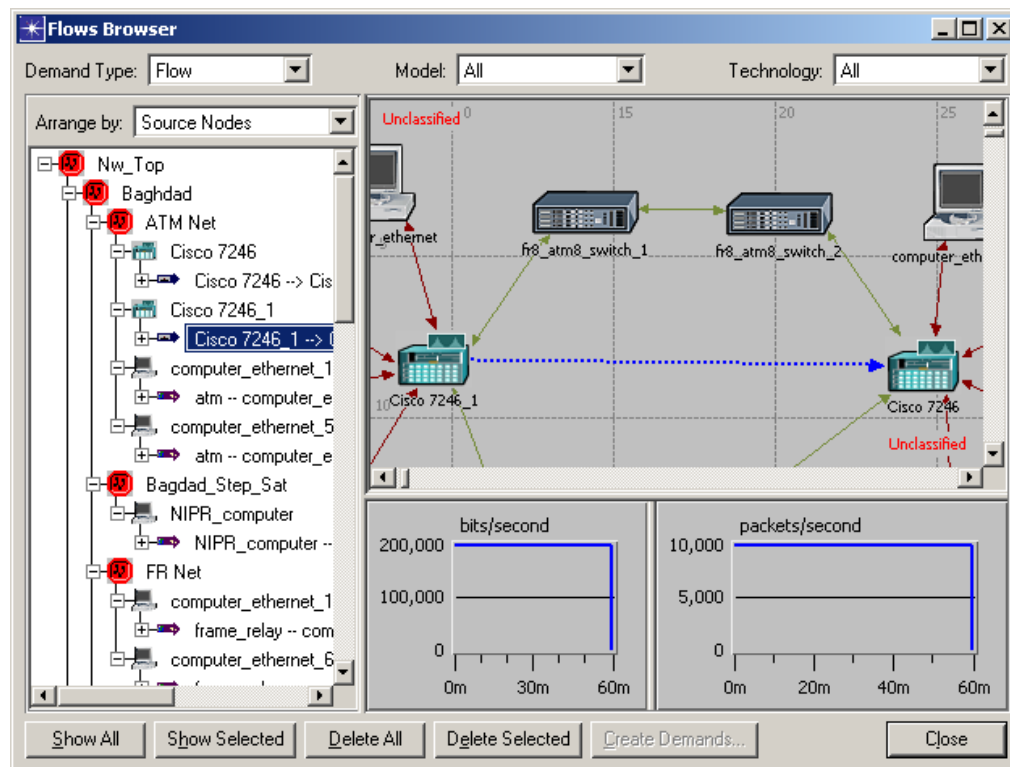 Flows Browser
Demand Type: Flow
Model: All
Technology: All
Arrange by: Source Nodes
Nw_Top
Baghdad
ATM Net
Cisco 7246
Cisco 7246 --> Cis
Cisco 7246_1
Cisco 7246_1 -->
computer_ethernet_1
atm -- computer_e
computer_ethernet_5
atm -- computer_e
Bagdad_Step_Sat
NIPR_computer
NIPR_computer --
FR Net
computer_ethernet_1
frame_relay -- com
computer_ethernet_6
Unclassified
0
15
20
25
r_ethernet
fr8_atm8_switch_1
fr8_atm8_switch_2
computer_eth
10
Cisco 7246_1
Cisco 7246
Unclassified
bits/second
200,000
100,000
0
0m 30m 60m
packets/second
10,000
5,000
0
0m 20m 40m 60m
Show All
Show Selected
Delete All
Delete Selected
Create Demands...
Close